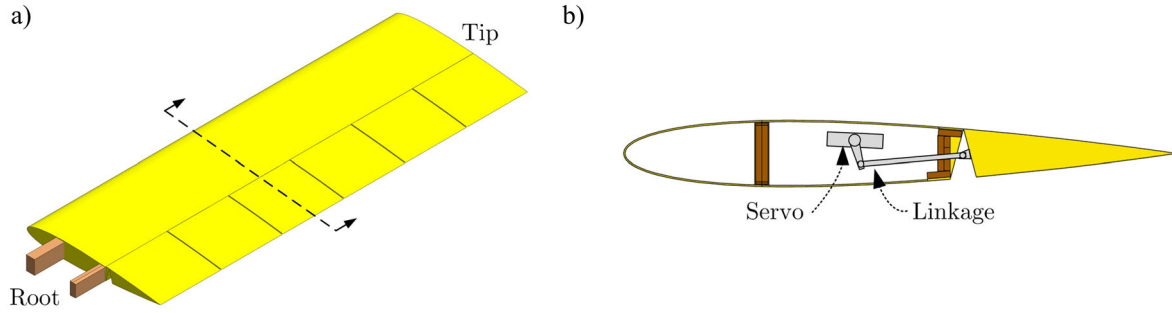 a)
Tip
Root
b)
Servo
Linkage